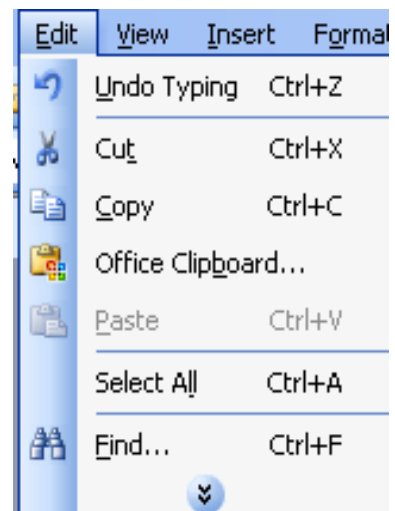 Edit View Insert Format
Undo Typing Ctrl+Z
Cut Ctrl+X
Copy Ctrl+C
Office Clipboard...
Paste Ctrl+V
Select All Ctrl+A
Find... Ctrl+F